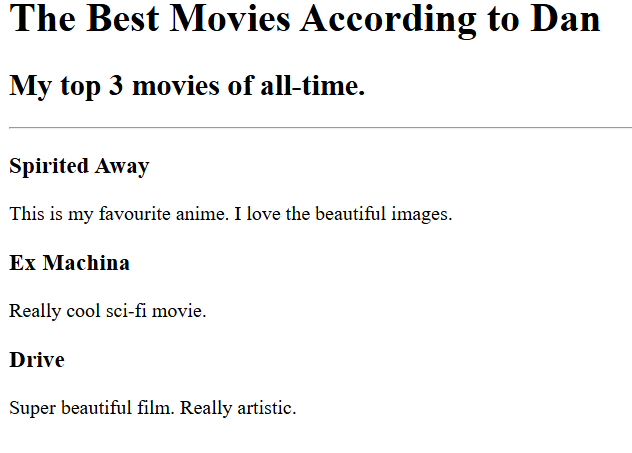 The Best Movies According to Dan
My top 3 movies of all-time.
Spirited Away
This is my favourite anime. I love the beautiful images.
Ex Machina
Really cool sci-fi movie.
Drive
Super beautiful film. Really artistic.